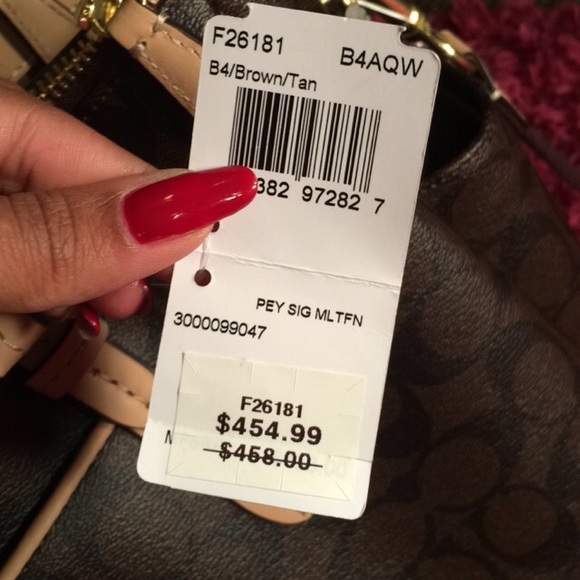 F26181 B4AQW
B4/Brown/Tan
382 97282 7
PEY SIG MLTFN
3000099047
F26181
$454.99
$458.00